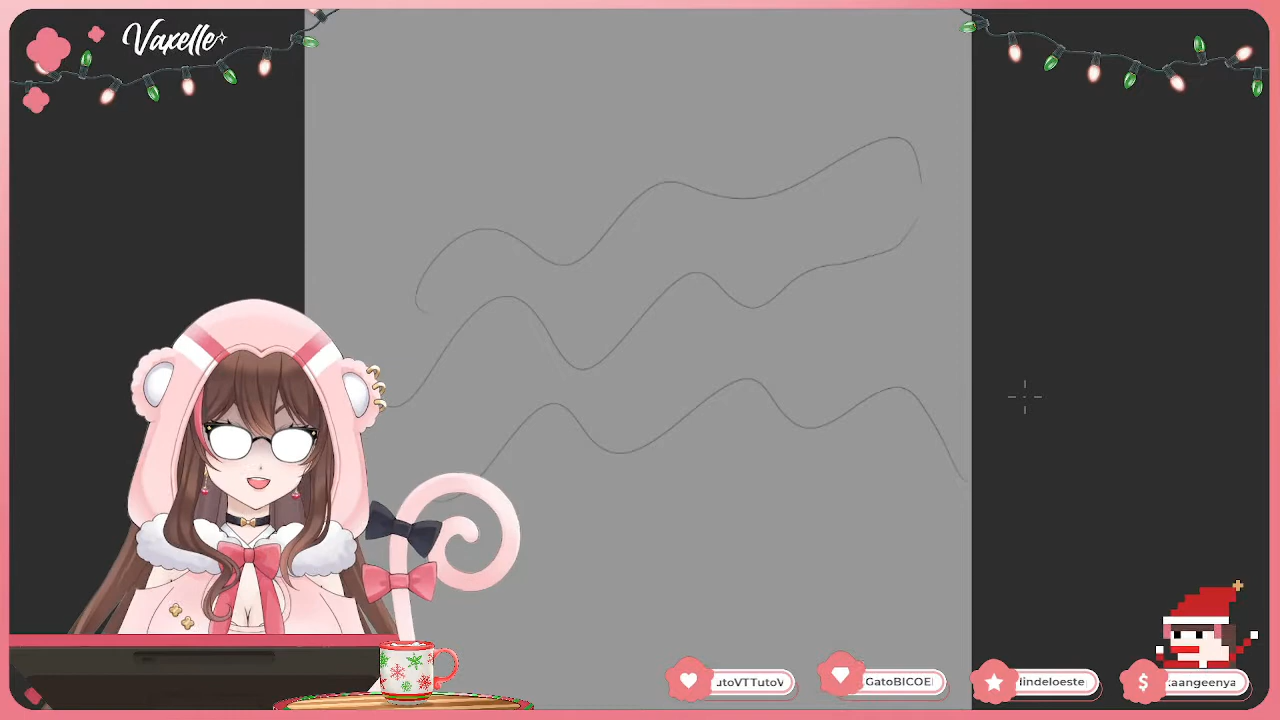 Vaxelle
utoVTTutoV
GatoBICOE
lindeloeste
aangeenya